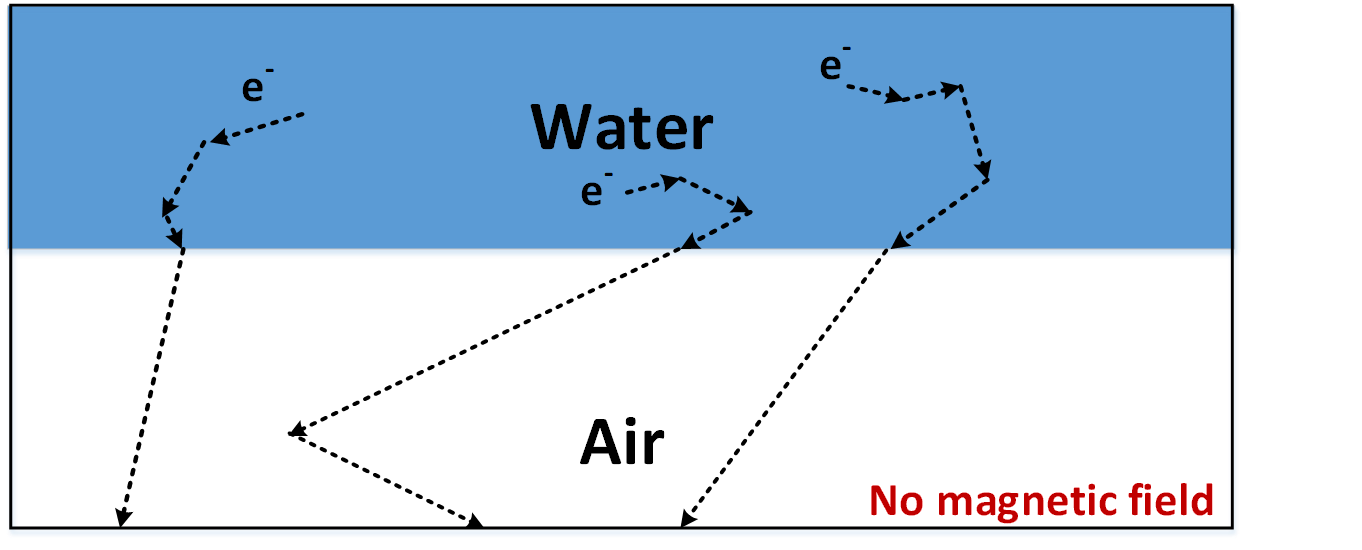 e⁻
e⁻
Water
e⁻
Air
No magnetic field